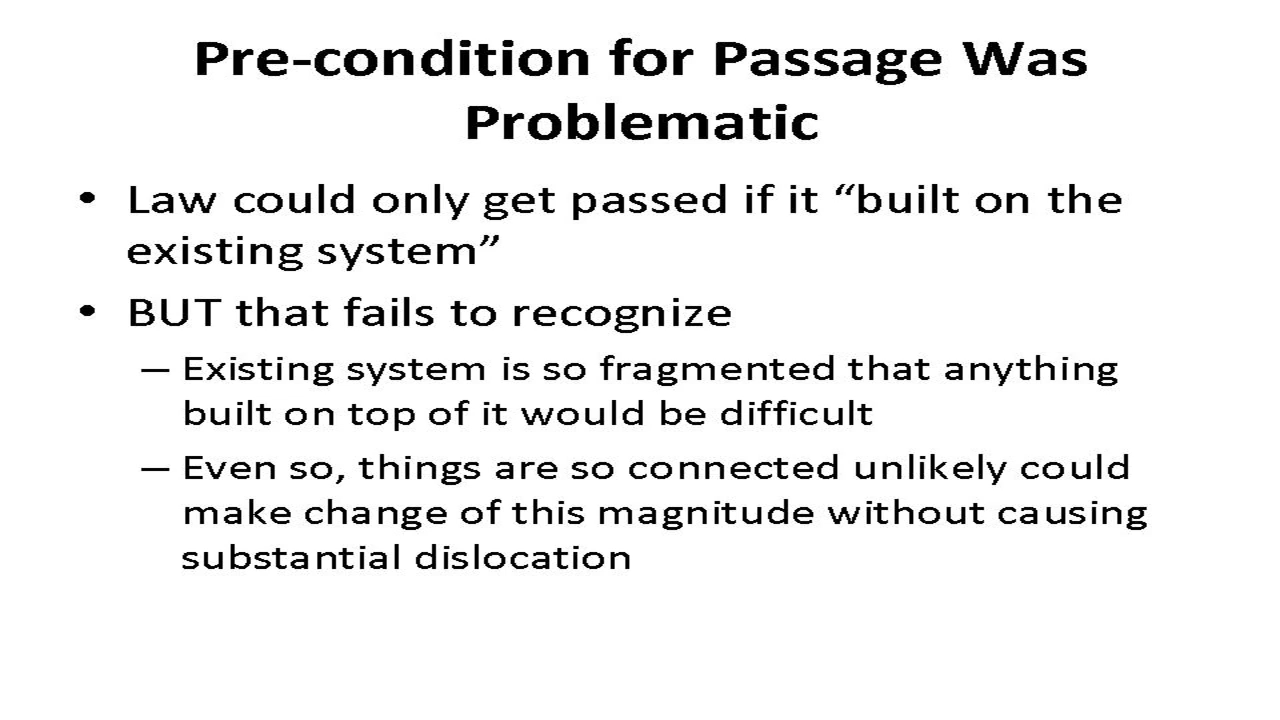 Pre-condition for Passage Was
Problematic
• Law could only get passed if it “built on the
existing system”
• BUT that fails to recognize
– Existing system is so fragmented that anything
built on top of it would be difficult
– Even so, things are so connected unlikely could
make change of this magnitude without causing
substantial dislocation